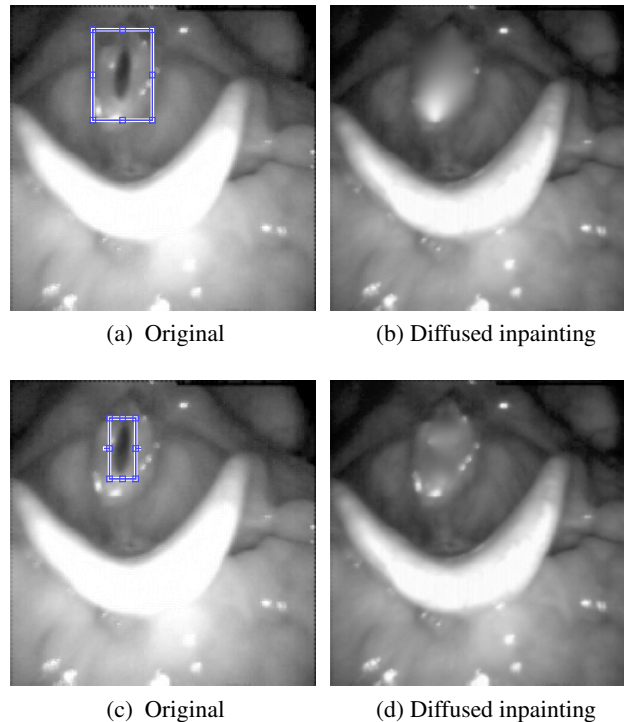 (a) Original
(b) Diffused inpainting
(c) Original
(d) Diffused inpainting